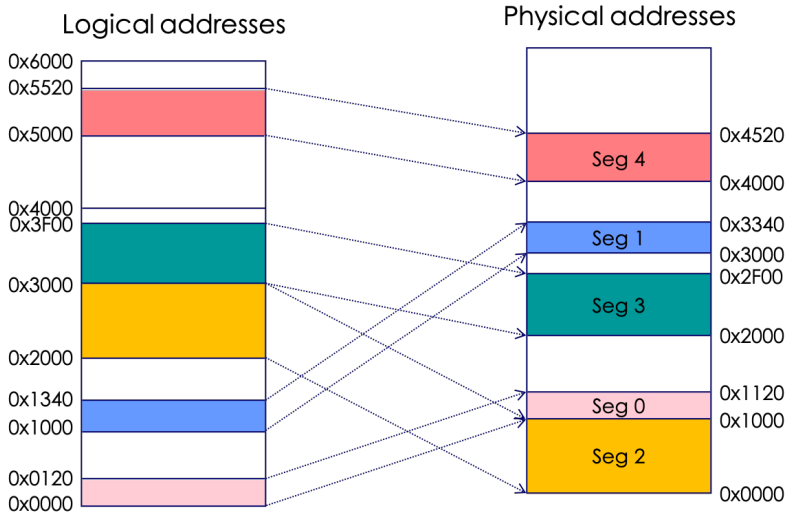 Logical addresses
0x6000
0x5520
0x5000
0x4000
0x3F00
0x3000
0x2000
0x1340
0x1000
0x0120
0x0000
Physical addresses
Seg 4
0x4520
0x4000
Seg 1
0x3340
0x3000
0x2F00
Seg 3
0x2000
0x1120
Seg 0
0x1000
Seg 2
0x0000